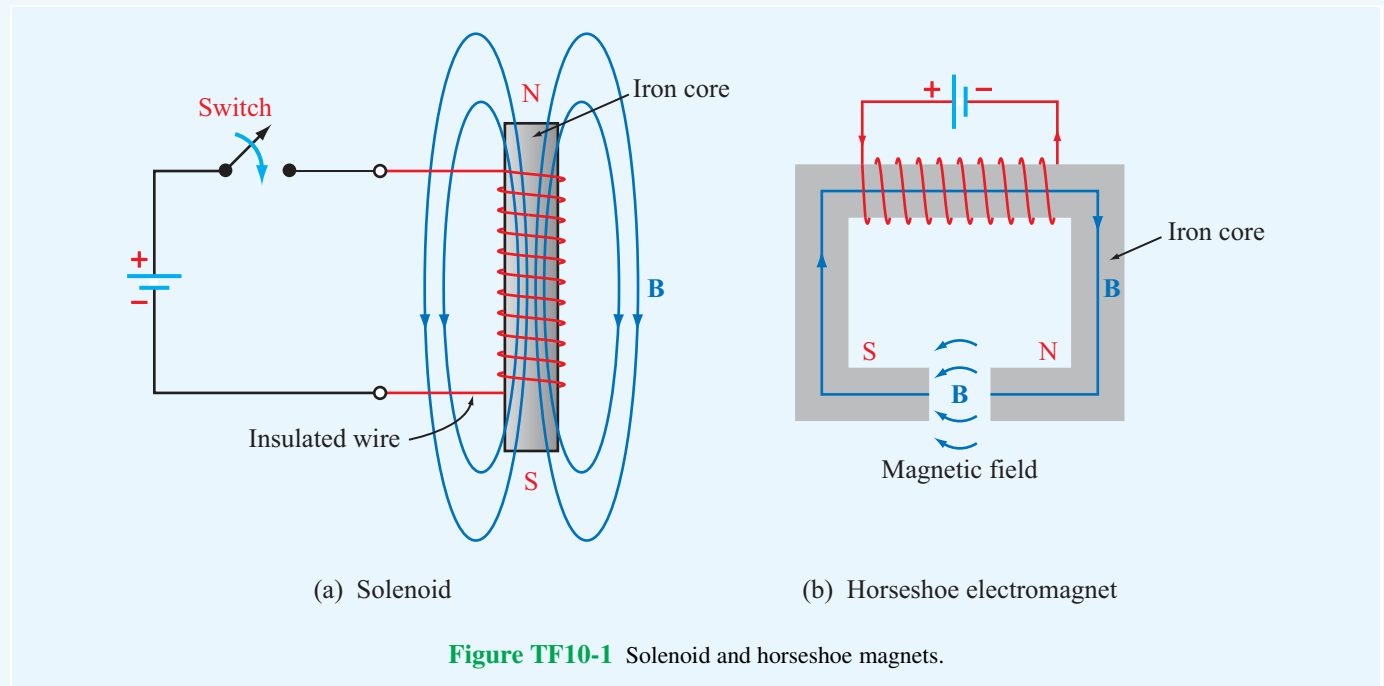 Switch
+
−
N
Iron core
B
Insulated wire
S
(a) Solenoid
+ −
Iron core
B
S
N
B
Magnetic field
(b) Horseshoe electromagnet
Figure TF10-1 Solenoid and horseshoe magnets.